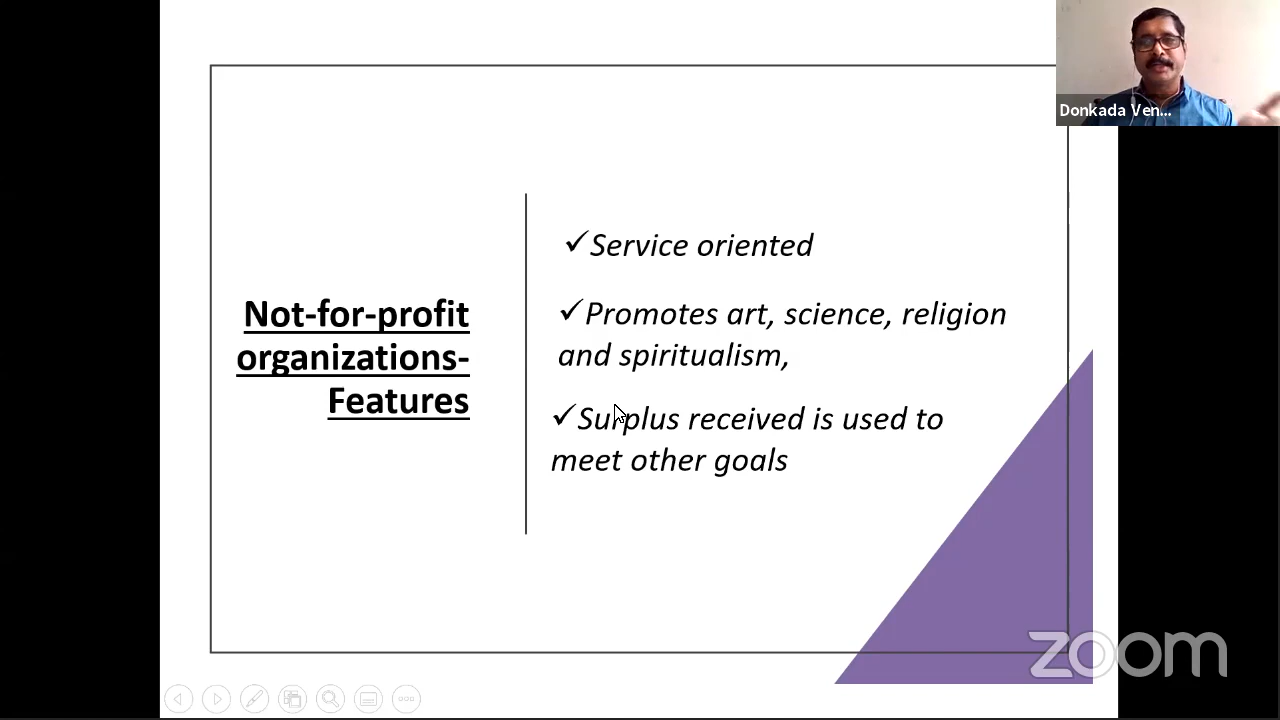 Donkada Ven...
Not-for-profit
organizations-
Features
✓Service oriented
✓Promotes art, science, religion
and spiritualism,
✓Surplus received is used to
meet other goals
zoom